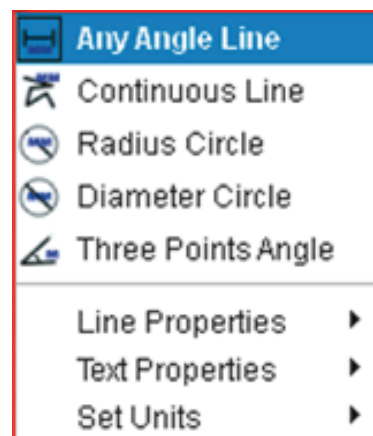 Any Angle Line
Continuous Line
Radius Circle
Diameter Circle
Three Points Angle
Line Properties
Text Properties
Set Units